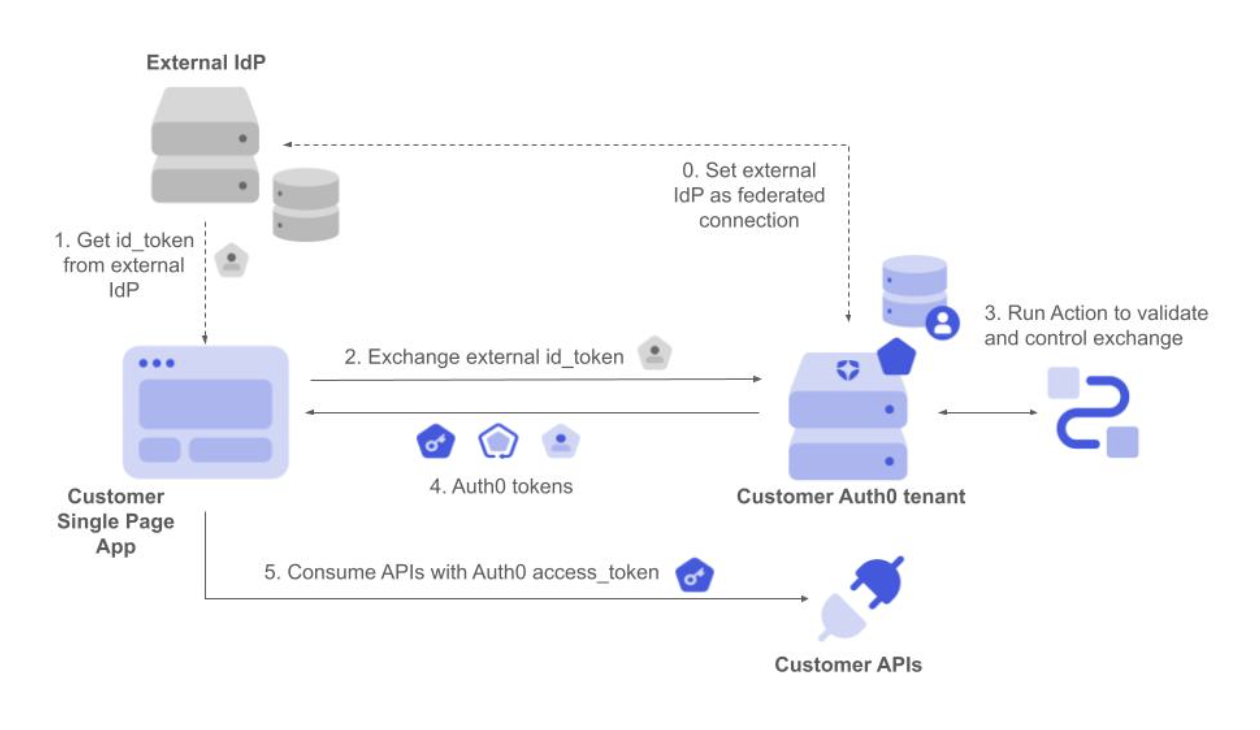 External IdP
0. Set external
IdP as federated
connection
1. Get id_token
from external
IdP
3. Run Action to validate
and control exchange
2. Exchange external id_token
4. Auth0 tokens
Customer
Single Page
App
Customer Auth0 tenant
5. Consume APIs with Auth0 access_token
Customer APIs